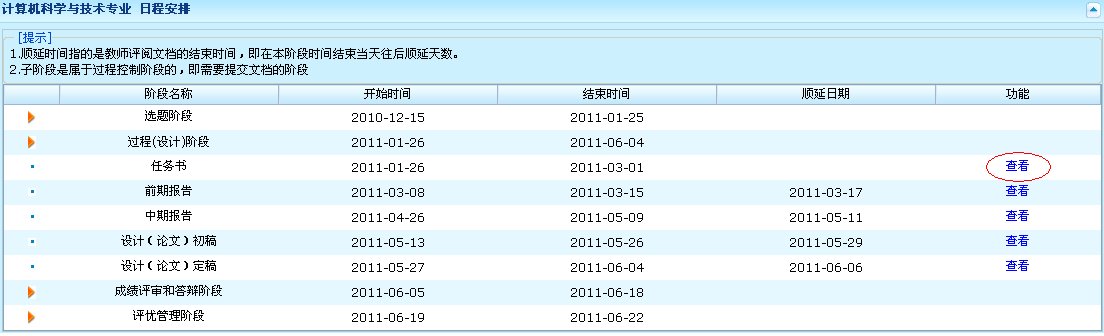 计算机科学与技术专业 日程安排
[提示]
1.顺延时间指的是教师评阅文档的结束时间，即在本阶段时间结束当天往后顺延天数。
2.子阶段是属于过程控制阶段的，即需要提交文档的阶段
阶段名称 开始时间 结束时间 顺延日期 功能
选题阶段 2010-12-15 2011-01-25
过程(设计)阶段 2011-01-26 2011-06-04
任务书 2011-01-26 2011-03-01 查看
前期报告 2011-03-08 2011-03-15 2011-03-17 查看
中期报告 2011-04-26 2011-05-09 2011-05-11 查看
设计（论文）初稿 2011-05-13 2011-05-26 2011-05-29 查看
设计（论文）定稿 2011-05-27 2011-06-04 2011-06-06 查看
成绩评审和答辩阶段 2011-06-05 2011-06-18
评优管理阶段 2011-06-19 2011-06-22